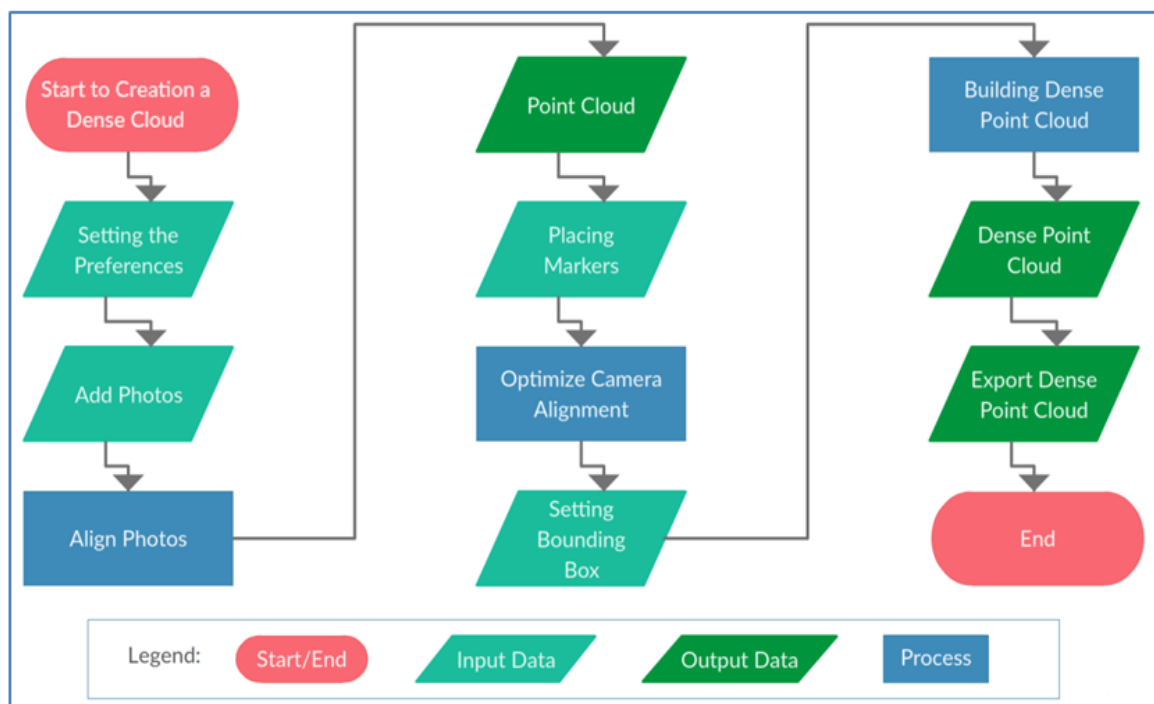 Start to Creation a
Dense Cloud
Setting the
Preferences
Add Photos
Align Photos
Point Cloud
Placing
Markers
Optimize Camera
Alignment
Setting
Bounding
Box
Building Dense
Point Cloud
Dense Point
Cloud
Export Dense
Point Cloud
End
Legend:
Start/End
Input Data
Output Data
Process